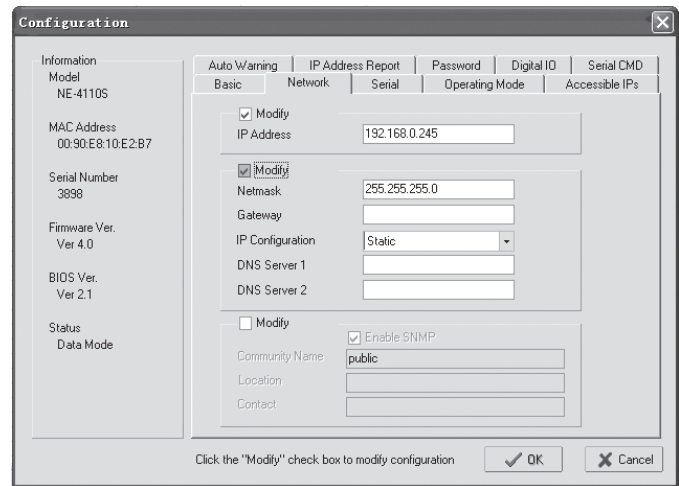 Configuration
Information
Model
NE-4110S
MAC Address
00:90:E8:10:E2:B7
Serial Number
3898
Firmware Ver.
Ver 4.0
BIOS Ver.
Ver 2.1
Status
Data Mode
Auto Warning IP Address Report Password Digital IO Serial CMD
Basic Network Serial Operating Mode Accessible IPs
Modify
IP Address 192.168.0.245
Modify
Netmask 255.255.255.0
Gateway
IP Configuration Static
DNS Server 1
DNS Server 2
Modify
Enable SNMP
Community Name public
Location
Contact
Click the "Modify" check box to modify configuration OK Cancel